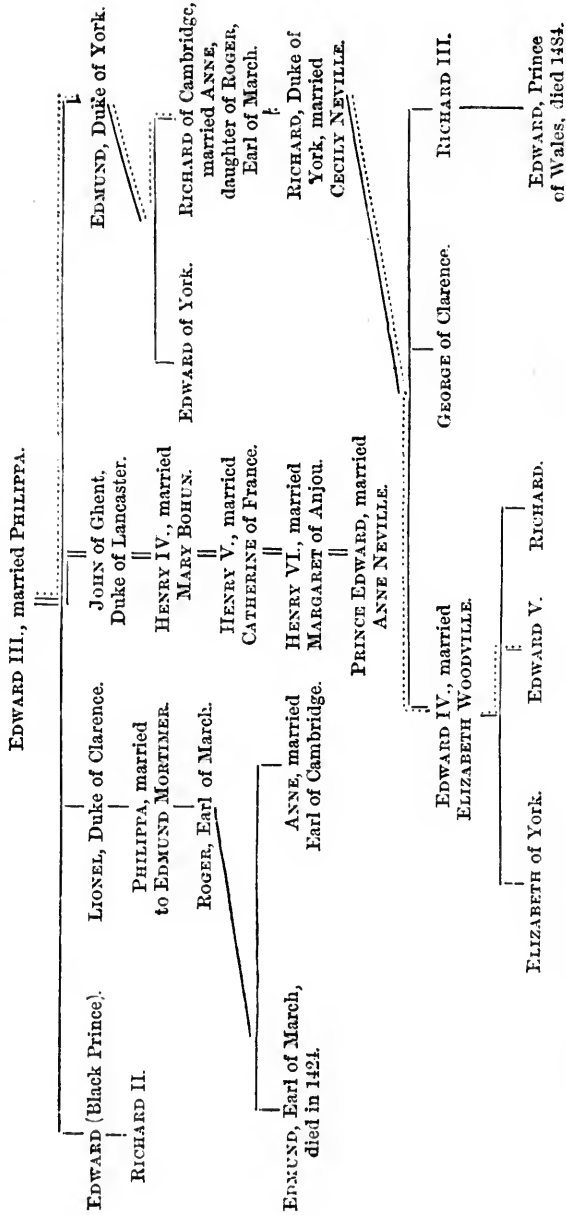 EDWARD III., married PHILIPPA.
EDWARD (Black Prince).
RICHARD II.
LIONEL, Duke of Clarence.
PHILIPPA, married
to EDMUND MORTIMER.
ROGER, Earl of March.
EDMUND, Earl of March,
died in 1424.
ANNE, married
Earl of Cambridge.
JOHN of Ghent,
Duke of Lancaster.
HENRY IV., married
MARY BOHUN.
HENRY V., married
CATHERINE of France.
HENRY VI., married
MARGARET of Anjou.
PRINCE EDWARD, married
ANNE NEVILLE.
EDMUND, Duke of York.
EDWARD of York.
RICHARD of Cambridge,
married ANNE,
daughter of ROGER,
Earl of March.
RICHARD, Duke of
York, married
CECILY NEVILLE.
EDWARD IV., married
ELIZABETH WOODVILLE.
GEORGE of Clarence.
RICHARD III.
ELIZABETH of York.
EDWARD V.
RICHARD.
EDWARD, Prince
of Wales, died 1484.